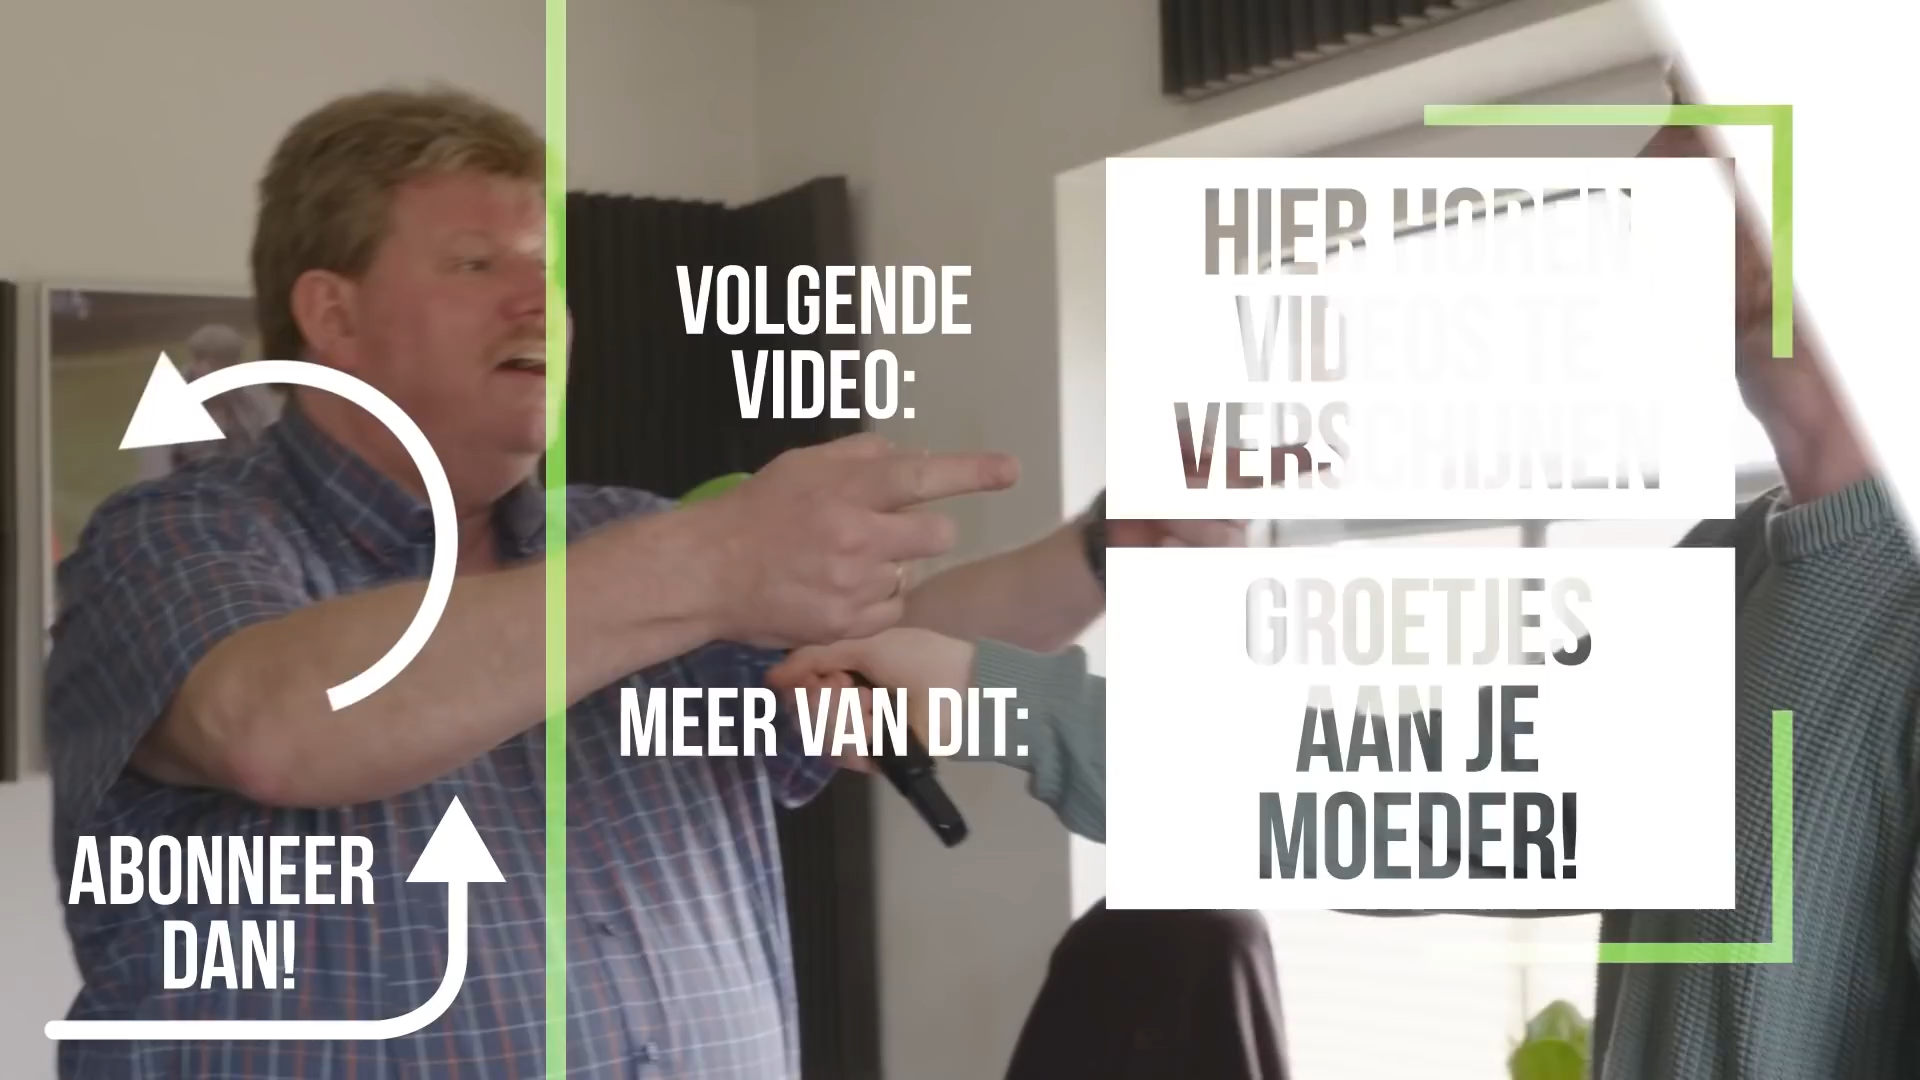 VOLGENDE
VIDEO:
HIER HOREN
VIDEOS TE
VERSCHIJNEN
MEER VAN DIT:
GROETJES
AAN JE
MOEDER!
ABONNEER
DAN!